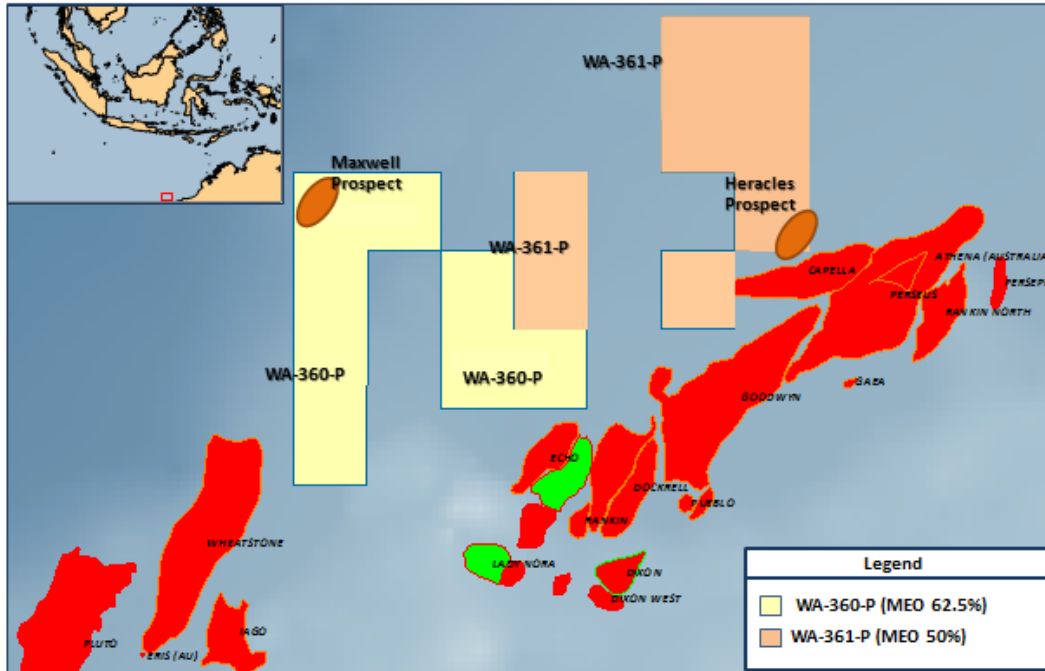 WA-361-P
Maxwell
Prospect
Heracles
Prospect
WA-361-P
ATHENA (AUSTRALIA
CAPELLA
PERSEUS
PERSEP
RANKIN NORTH
WA-360-P
WA-360-P
GAEA
GOODWYN
ECHO
DOCKRELL
PUEBLO
RANKIN
WHEATSTONE
LADY NORA
DIXON
DIXON WEST
IAGO
PLUTO
ERIS (AU)
Legend
WA-360-P (MEO 62.5%)
WA-361-P (MEO 50%)